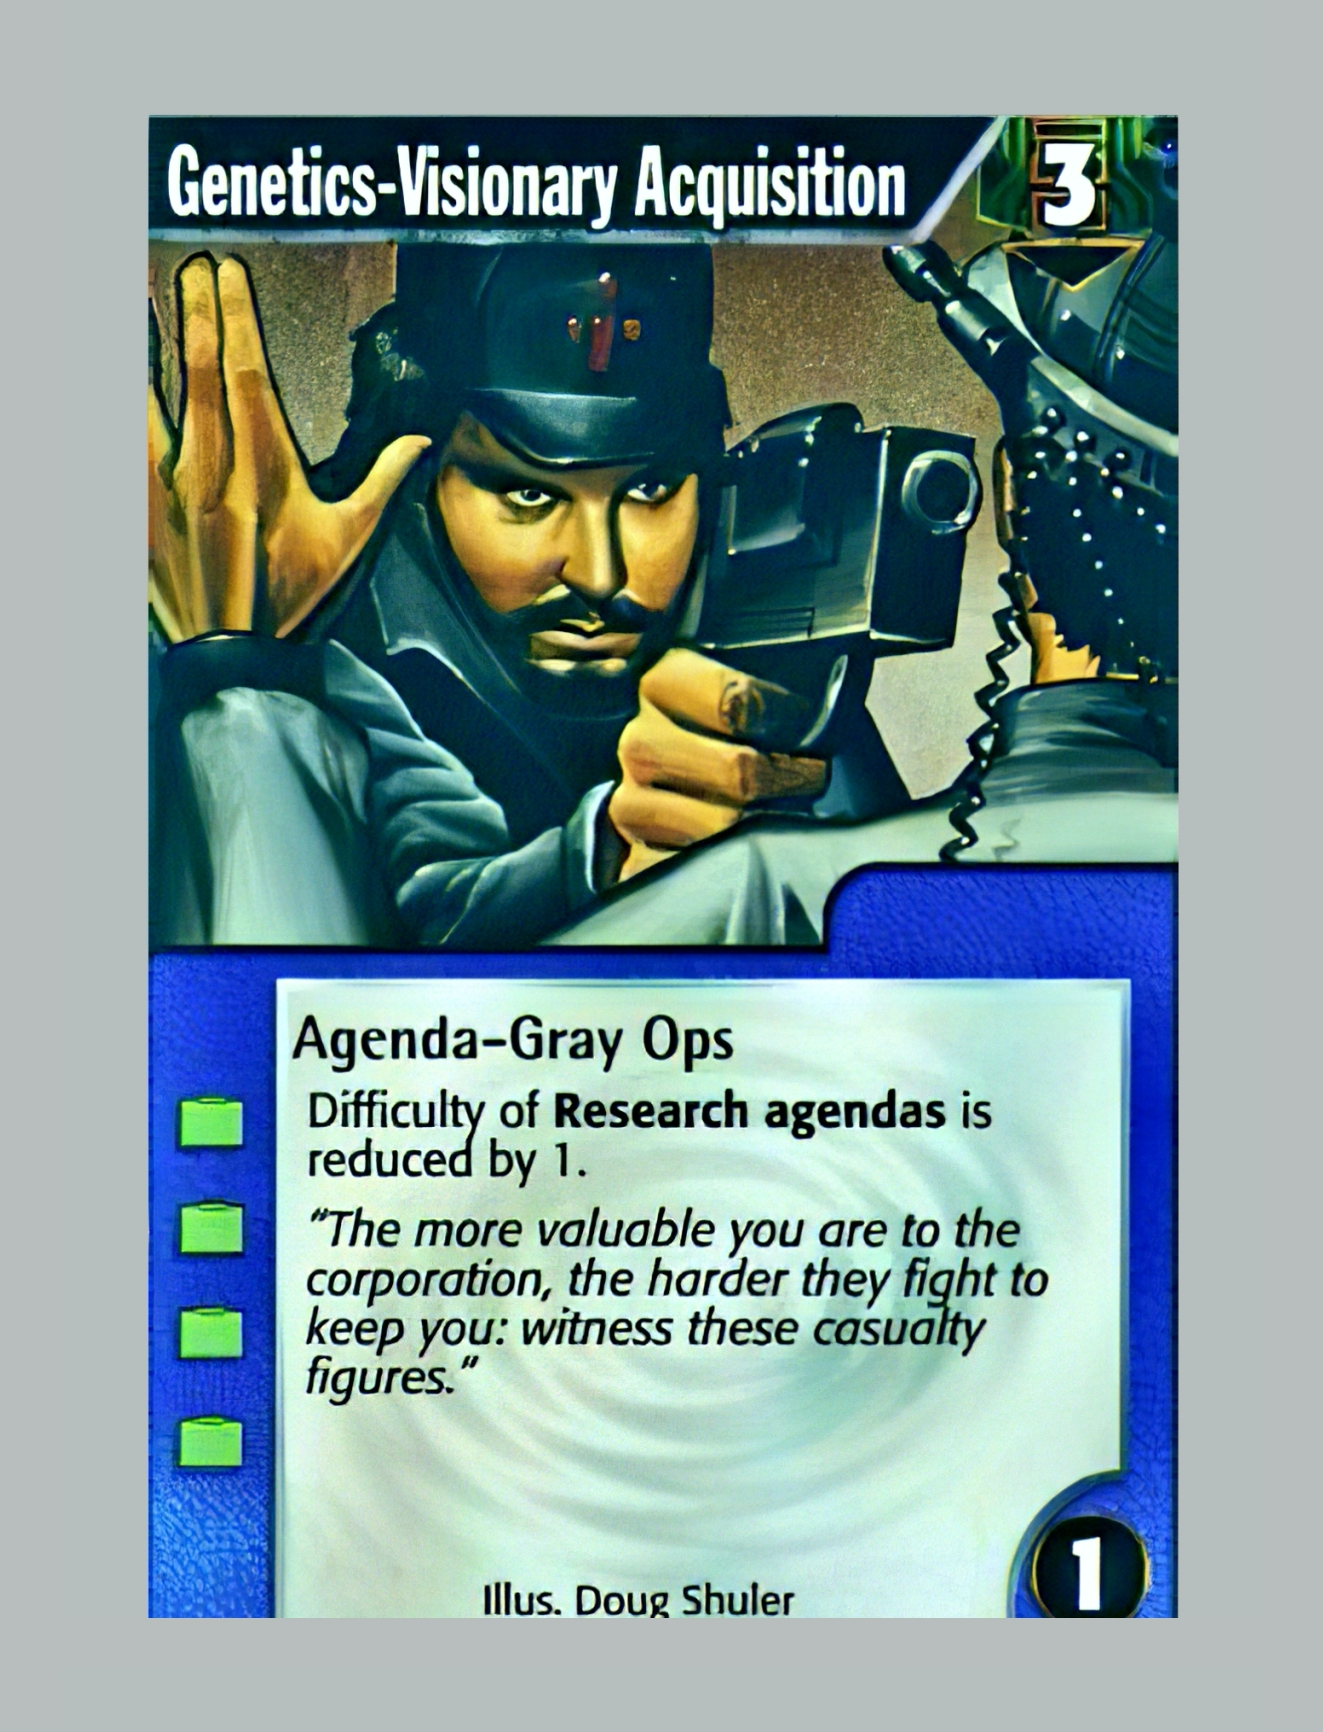 Genetics-Visionary Acquisition
3
Agenda–Gray Ops
Difficulty of Research agendas is
reduced by 1.
"The more valuable you are to the
corporation, the harder they fight to
keep you: witness these casualty
figures."
1
Illus. Doug Shuler